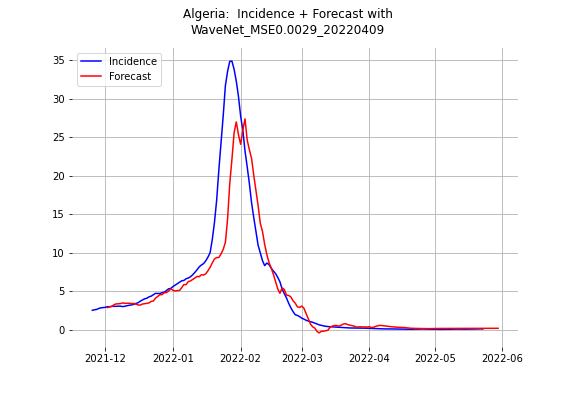 Algeria:  Incidence + Forecast with
WaveNet_MSE0.0029_20220409
Incidence
Forecast
35
30
25
20
15
10
5
0
2021-12 2022-01 2022-02 2022-03 2022-04 2022-05 2022-06